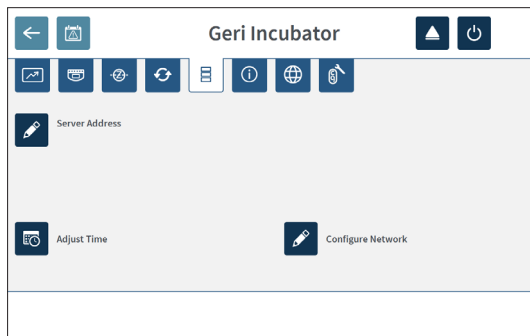 Geri Incubator
Server Address
Adjust Time
Configure Network